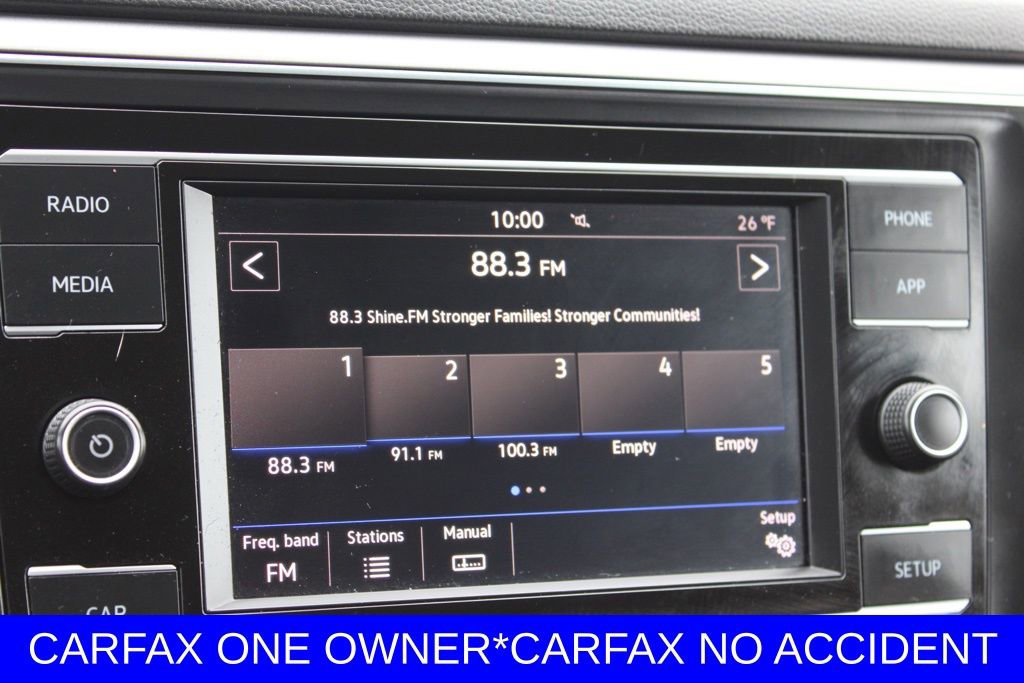 RADIO
MEDIA
10:00
26 °F
88.3 FM
88.3 Shine.FM Stronger Families! Stronger Communities!
1 2 3 4 5
88.3 FM 91.1 FM 100.3 FM Empty Empty
Freq. band Stations Manual Setup
FM
PHONE
APP
SETUP
CAR
CARFAX ONE OWNER*CARFAX NO ACCIDENT